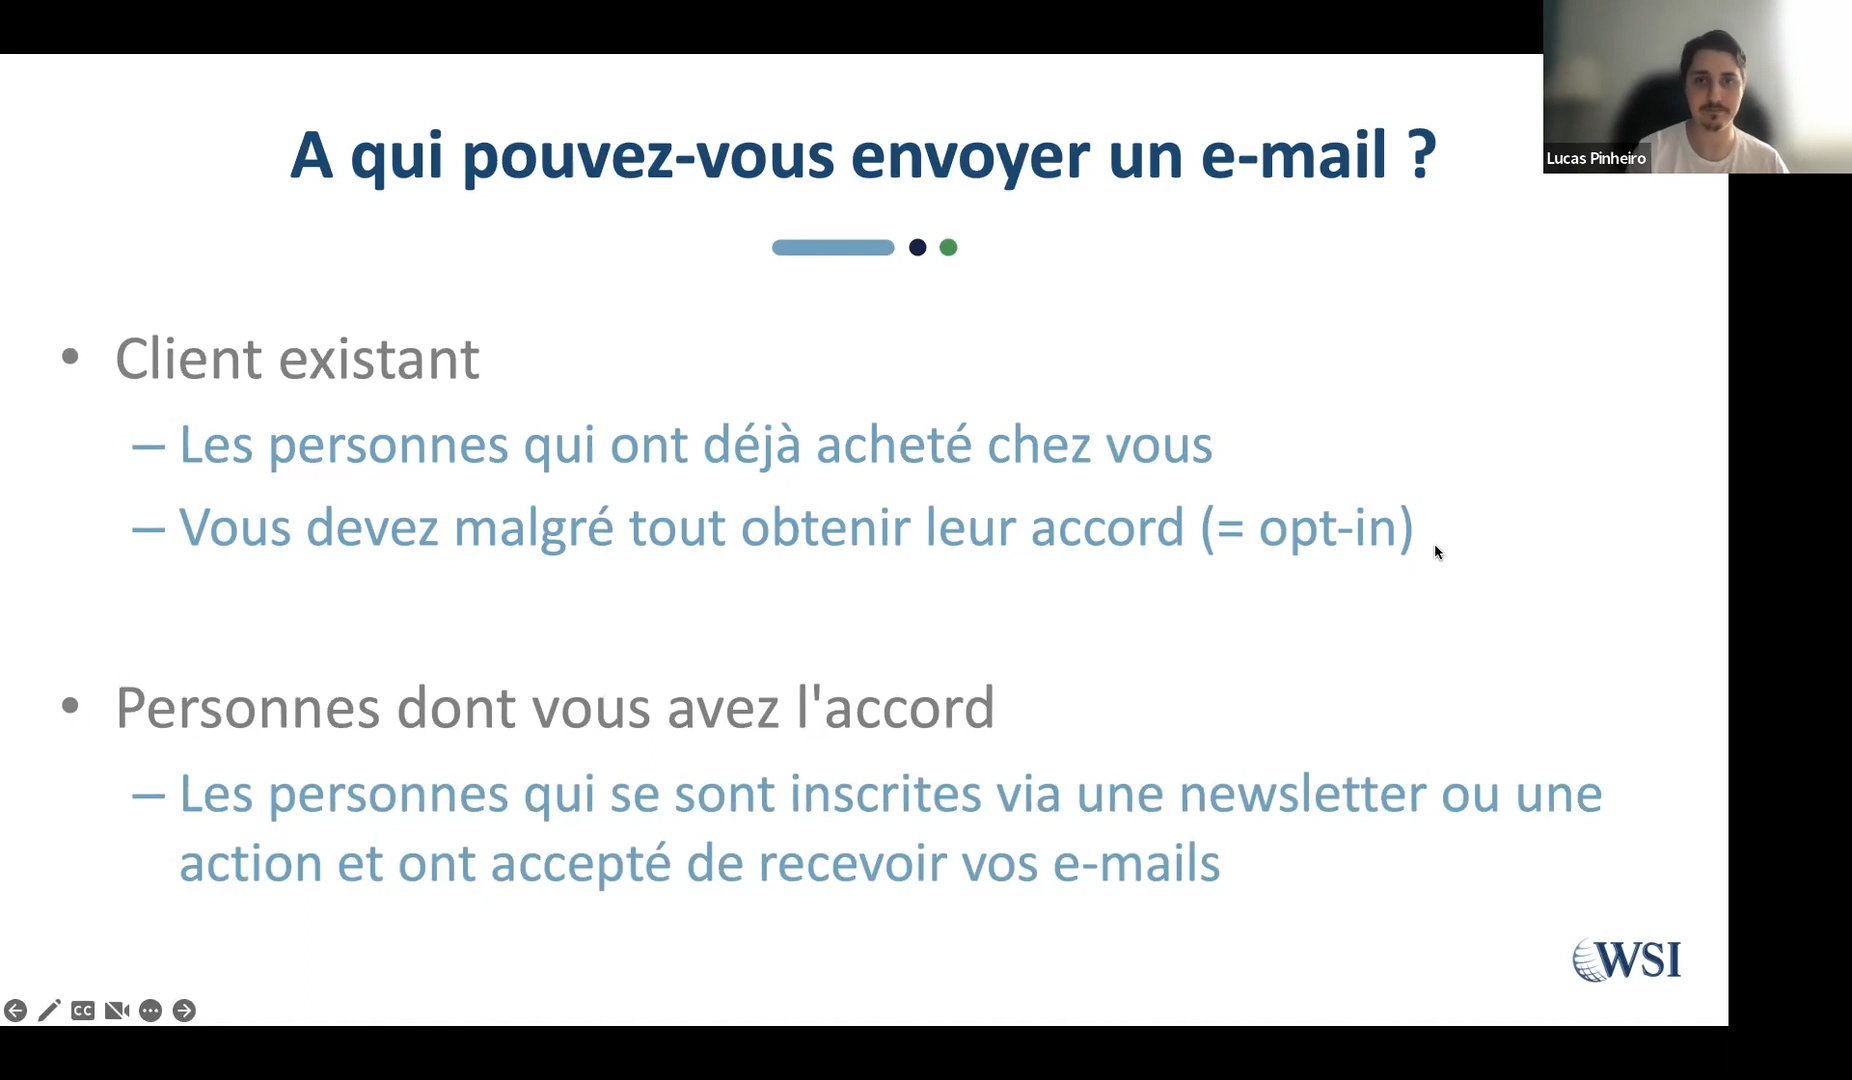 A qui pouvez-vous envoyer un e-mail ?
Lucas Pinheiro
• Client existant
– Les personnes qui ont déjà acheté chez vous
– Vous devez malgré tout obtenir leur accord (= opt-in)
• Personnes dont vous avez l'accord
– Les personnes qui se sont inscrites via une newsletter ou une
action et ont accepté de recevoir vos e-mails
WSI
CC